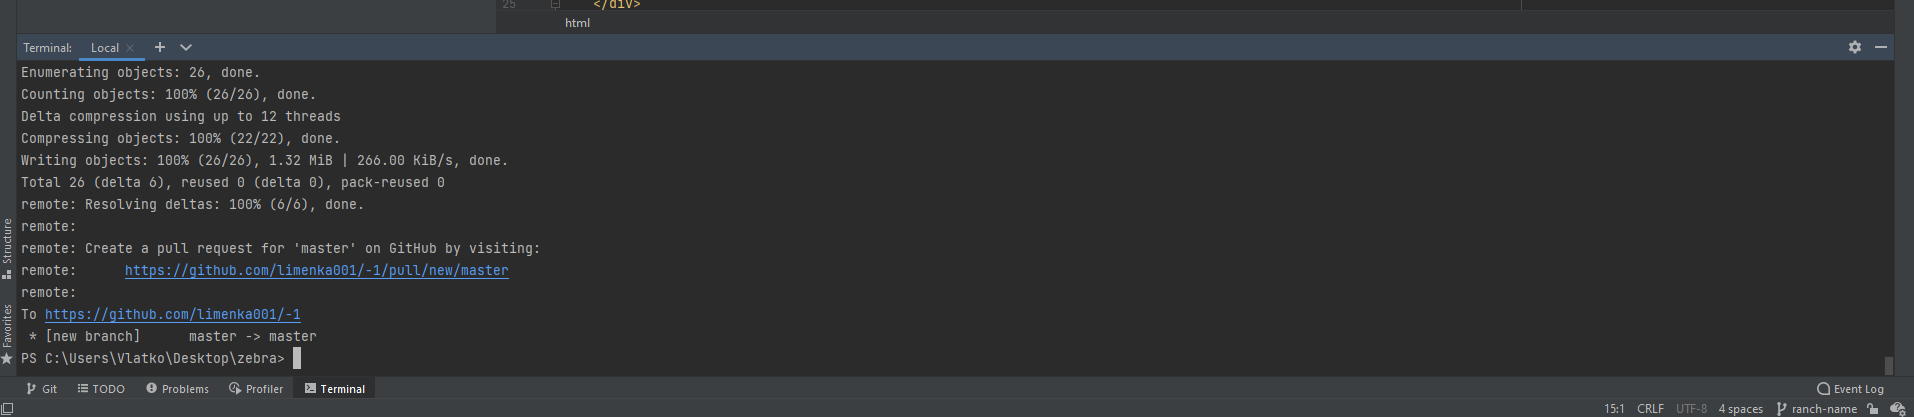 25 </div>
html
Terminal: Local × + 
Enumerating objects: 26, done.
Counting objects: 100% (26/26), done.
Delta compression using up to 12 threads
Compressing objects: 100% (22/22), done.
Writing objects: 100% (26/26), 1.32 MiB | 266.00 KiB/s, done.
Total 26 (delta 6), reused 0 (delta 0), pack-reused 0
remote: Resolving deltas: 100% (6/6), done.
remote:
remote: Create a pull request for 'master' on GitHub by visiting:
remote:      https://github.com/limenka001/-1/pull/new/master
remote:
To https://github.com/limenka001/-1
 * [new branch]      master -> master
PS C:\Users\Vlatko\Desktop\zebra>
Structure
Favorites
Git TODO Problems Profiler Terminal Event Log
15:1 CRLF UTF-8 4 spaces ranch-name